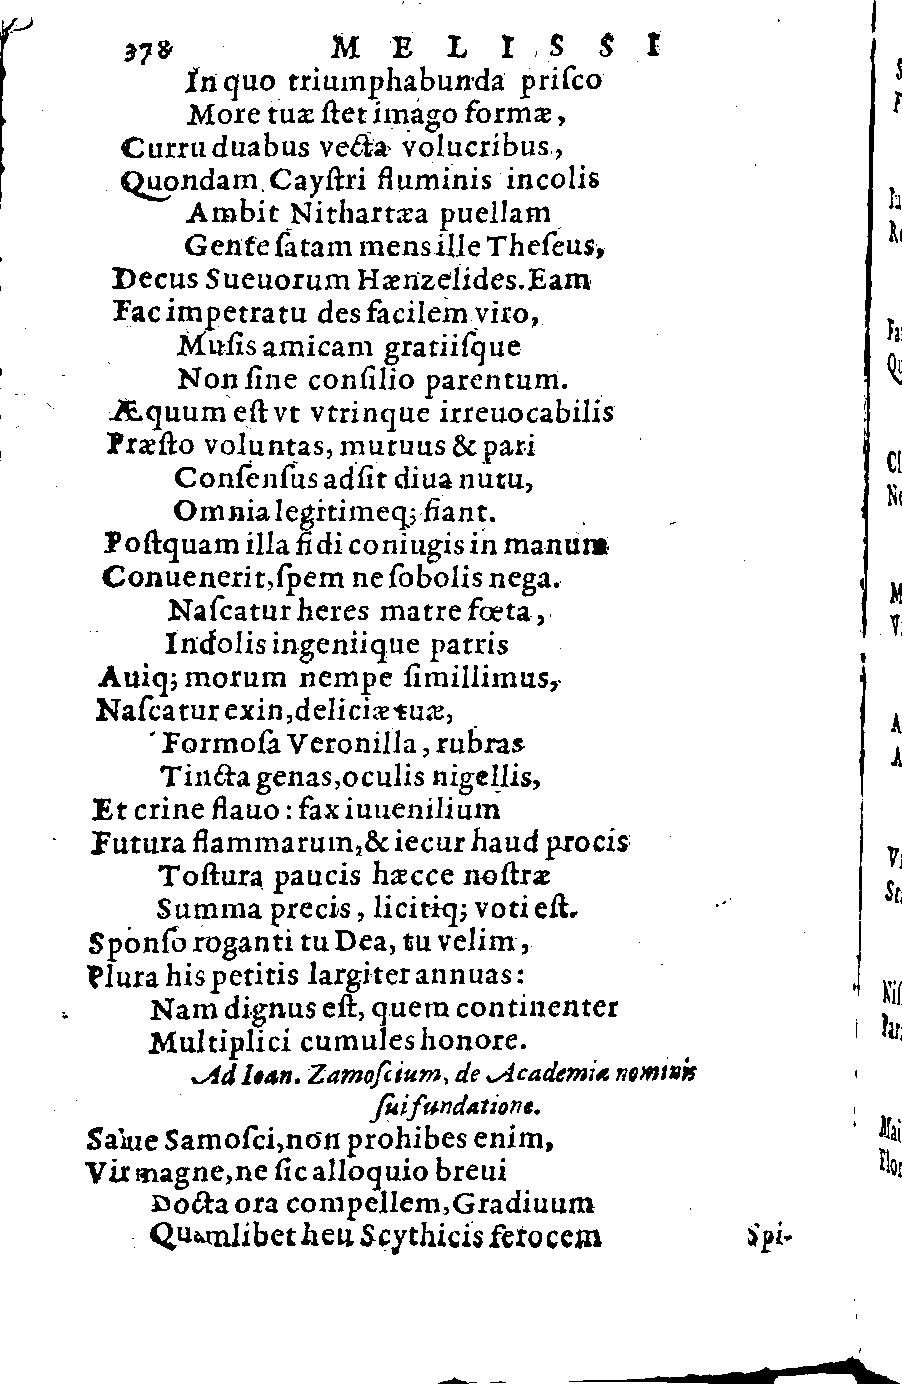 378 MELISSI
In quo triumphabunda priſco
More tuæ ſtet imago formæ,
Curru duabus vecta volucribus,
Quondam Cayſtri fluminis incolis
Ambit Nithartæa puellam
Gente ſatam mens ille Theſeus,
Decus Sueuorum Hænzelides. Eam
Fac impetratu des facilem viro,
Muſis amicam gratiiſque
Non ſine conſilio parentum.
Æquum eſt vt vtrinque irreuocabilis
Præſto voluntas, mutuus & pari
Conſenſus adſit diua nutu,
Omnia legitimeq; fiant.
Poſtquam illa fidi coniugis in manum
Conuenerit, ſpem ne ſobolis nega.
Naſcatur heres matre fœta,
Indolis ingeniique patris
Auiq; morum nempe ſimillimus,
Naſcatur exin, deliciæ tuæ,
Formoſa Veronilla, rubras
Tincta genas, oculis nigellis,
Et crine flauo: fax iuuenilium
Futura flammarum, & iecur haud procis
Toſtura paucis hæcce noſtræ
Summa precis, licitiq; voti eſt.
Sponſo roganti tu Dea, tu velim,
Plura his petitis largiter annuas:
Nam dignus eſt, quem continenter
Multiplici cumules honore.
Ad Ioan. Zamoſcium, de Academia nominis
ſui fundatione.
Salue Samoſci, non prohibes enim,
Vir magne, ne ſic alloquio breui
Docta ora compellem, Gradiuum
Quamlibet heu Scythicis ferocem
Spi-